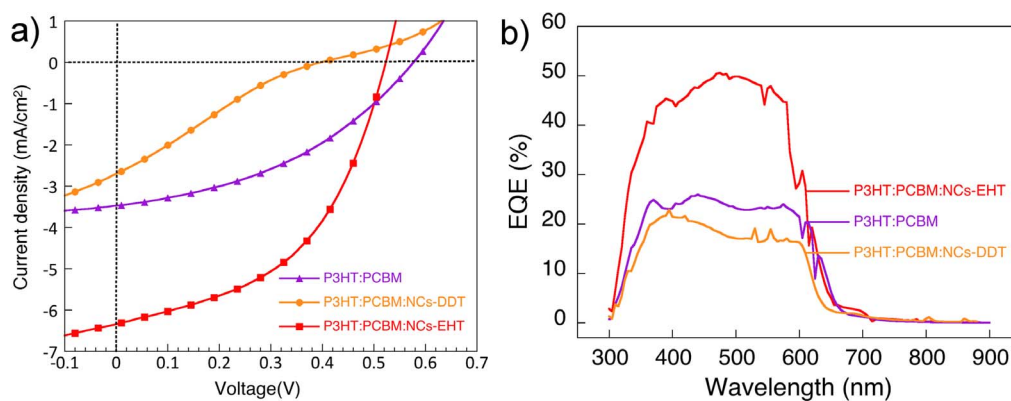 a)
Current density (mA/cm²)
1
0
-1
-2
-3
-4
-5
-6
-7
P3HT:PCBM
P3HT:PCBM:NCs-DDT
P3HT:PCBM:NCs-EHT
-0.1 0 0.1 0.2 0.3 0.4 0.5 0.6 0.7
Voltage(V)
b)
EQE (%)
60
50
40
30
20
10
0
P3HT:PCBM:NCs-EHT
P3HT:PCBM
P3HT:PCBM:NCs-DDT
300 400 500 600 700 800 900
Wavelength (nm)